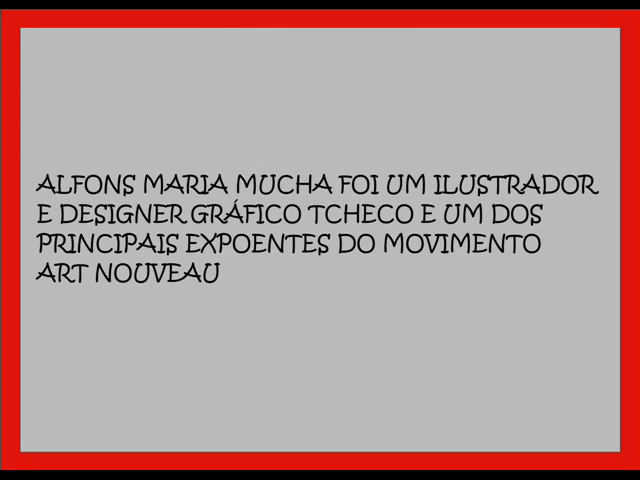 ALFONS MARIA MUCHA FOI UM ILUSTRADOR
E DESIGNER GRÁFICO TCHECO E UM DOS
PRINCIPAIS EXPOENTES DO MOVIMENTO
ART NOUVEAU